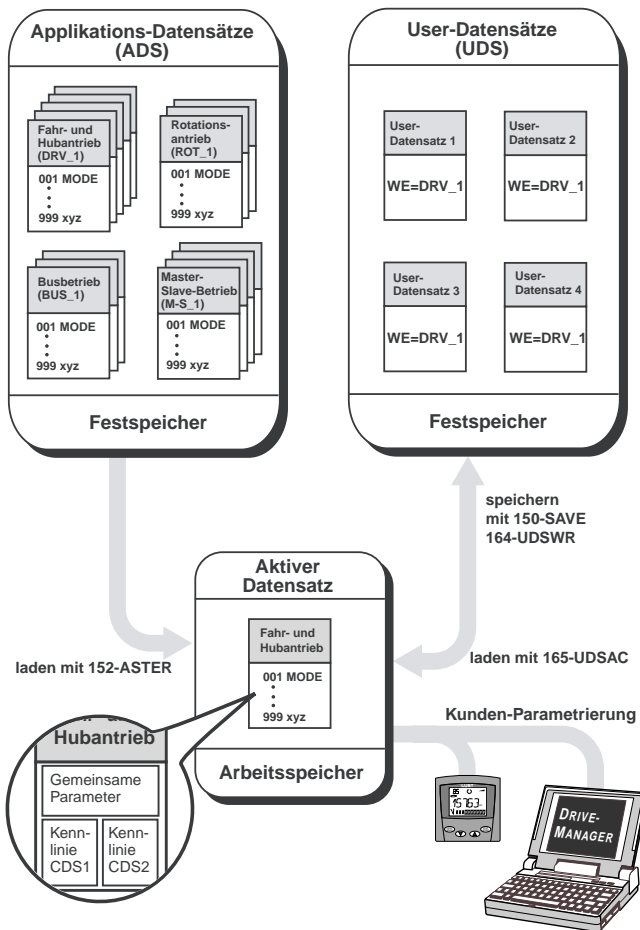 Applikations-Datensätze
(ADS)
Fahr- und
Hubantrieb
(DRV_1)
001 MODE
999 xyz
Rotations-
antrieb
(ROT_1)
001 MODE
999 xyz
Busbetrieb
(BUS_1)
001 MODE
999 xyz
Master-
Slave-Betrieb
(M-S_1)
001 MODE
999 xyz
Festspeicher
User-Datensätze
(UDS)
User-
Datensatz 1
WE=DRV_1
User-
Datensatz 2
WE=DRV_1
User-
Datensatz 3
WE=DRV_1
User-
Datensatz 4
WE=DRV_1
Festspeicher
speichern
mit 150-SAVE
164-UDSWR
Aktiver
Datensatz
Fahr- und
Hubantrieb
001 MODE
999 xyz
Arbeitsspeicher
laden mit 152-ASTER
laden mit 165-UDSAC
Kunden-Parametrierung
Hubantrieb
Gemeinsame
Parameter
Kenn-
linie
CDS1
Kenn-
linie
CDS2
DRIVE-
MANAGER